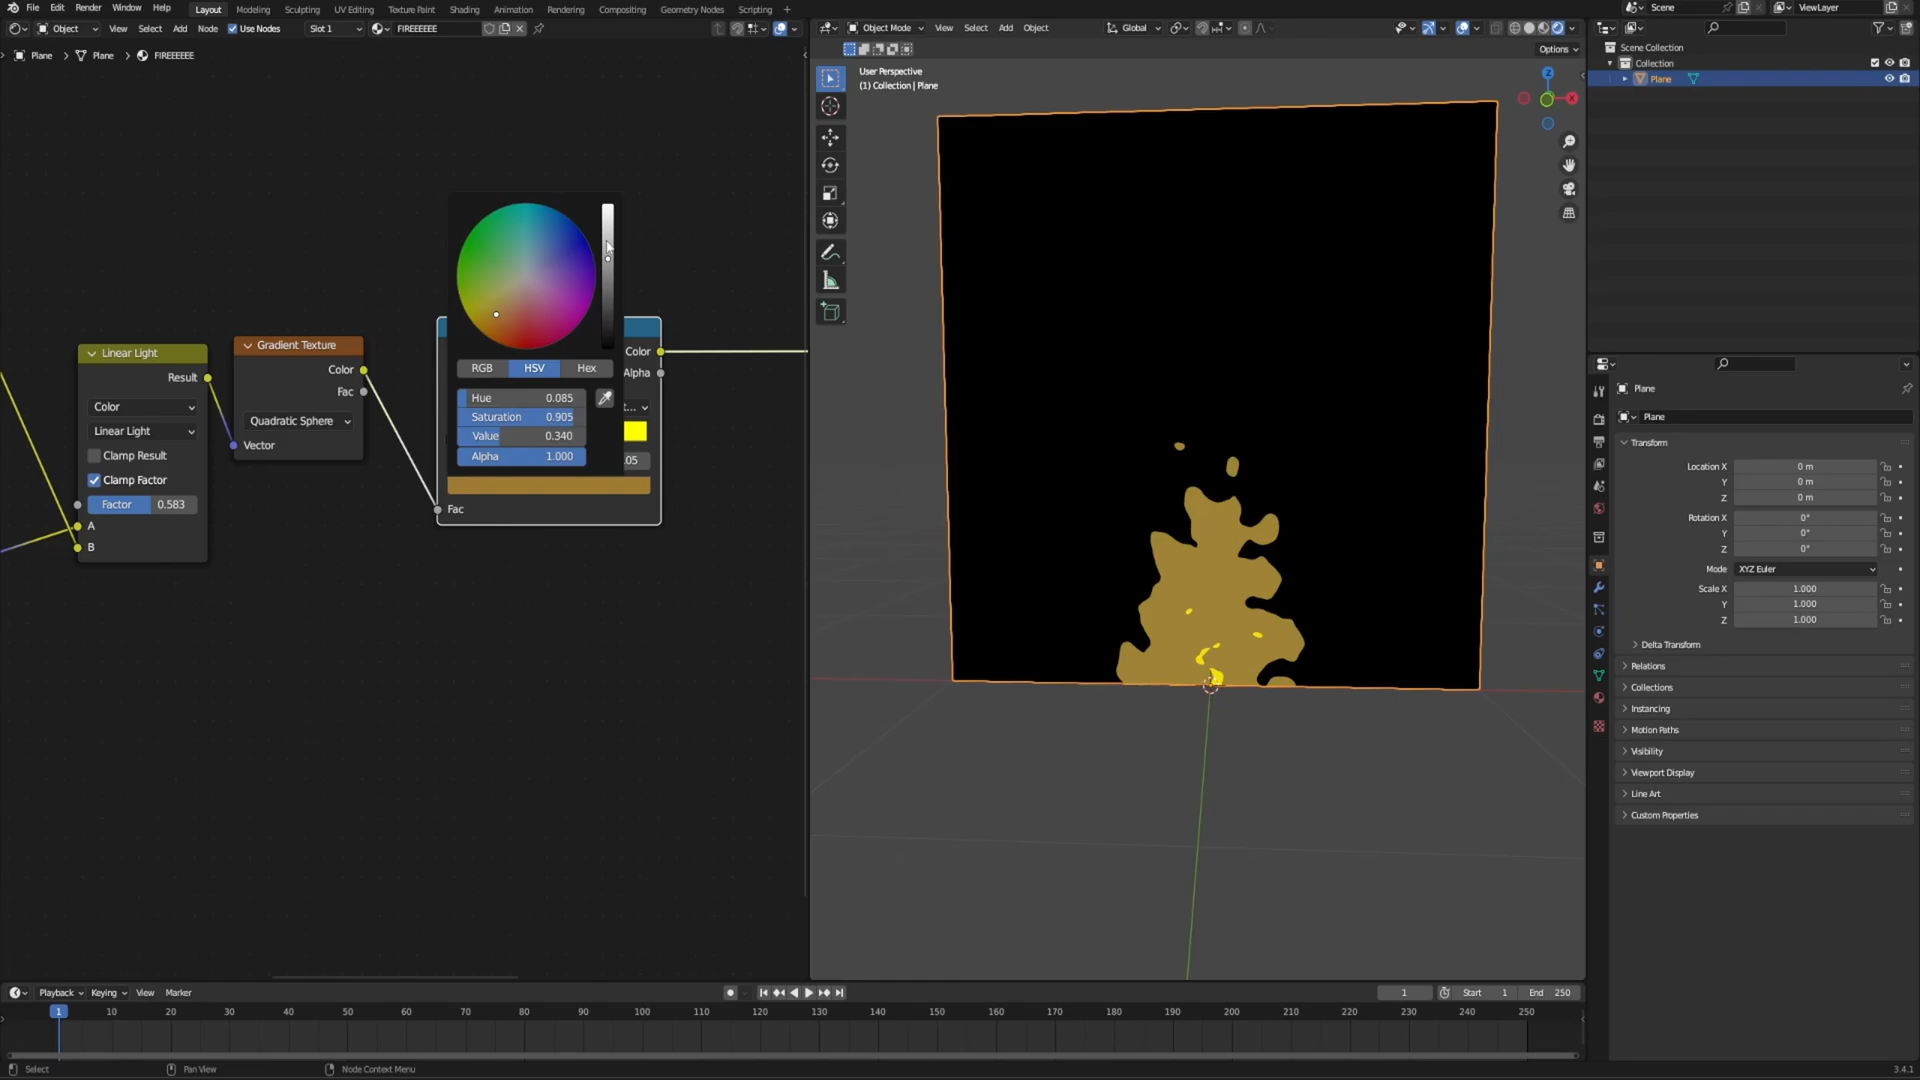 File Edit Render Window Help
Layout Modeling Sculpting UV Editing Texture Paint Shading Animation Rendering Compositing Geometry Nodes Scripting +
Scene
ViewLayer
Object View Select Add Node Use Nodes
Slot 1
FIREEEEEE
Plane > Plane > FIREEEEEE
Object Mode View Select Add Object
Global
Options
User Perspective
(1) Collection | Plane
Z
X
Linear Light
Result
Color
Linear Light
Clamp Result
Clamp Factor
Factor 0.583
A
B
Gradient Texture
Color
Fac
Quadratic Sphere
Vector
RGB HSV Hex
Hue 0.085
Saturation 0.905
Value 0.340
Alpha 1.000
Color
Alpha
t...
05
Fac
Scene Collection
Collection
Plane
Plane
Plane
Transform
Location X 0 m
Y 0 m
Z 0 m
Rotation X 0°
Y 0°
Z 0°
Mode XYZ Euler
Scale X 1.000
Y 1.000
Z 1.000
Delta Transform
Relations
Collections
Instancing
Motion Paths
Visibility
Viewport Display
Line Art
Custom Properties
Playback Keying View Marker
1
Start 1
End 250
1 10 20 30 40 50 60 70 80 90 100 110 120 130 140 150 160 170 180 190 200 210 220 230 240 250
Select
Pan View
Node Context Menu
3.4.1